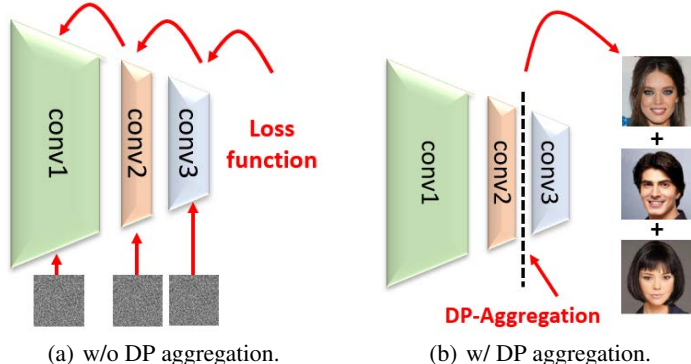 conv1
conv2
conv3
Loss
function
conv1
conv2
conv3
+
+
DP-Aggregation
(a) w/o DP aggregation.
(b) w/ DP aggregation.